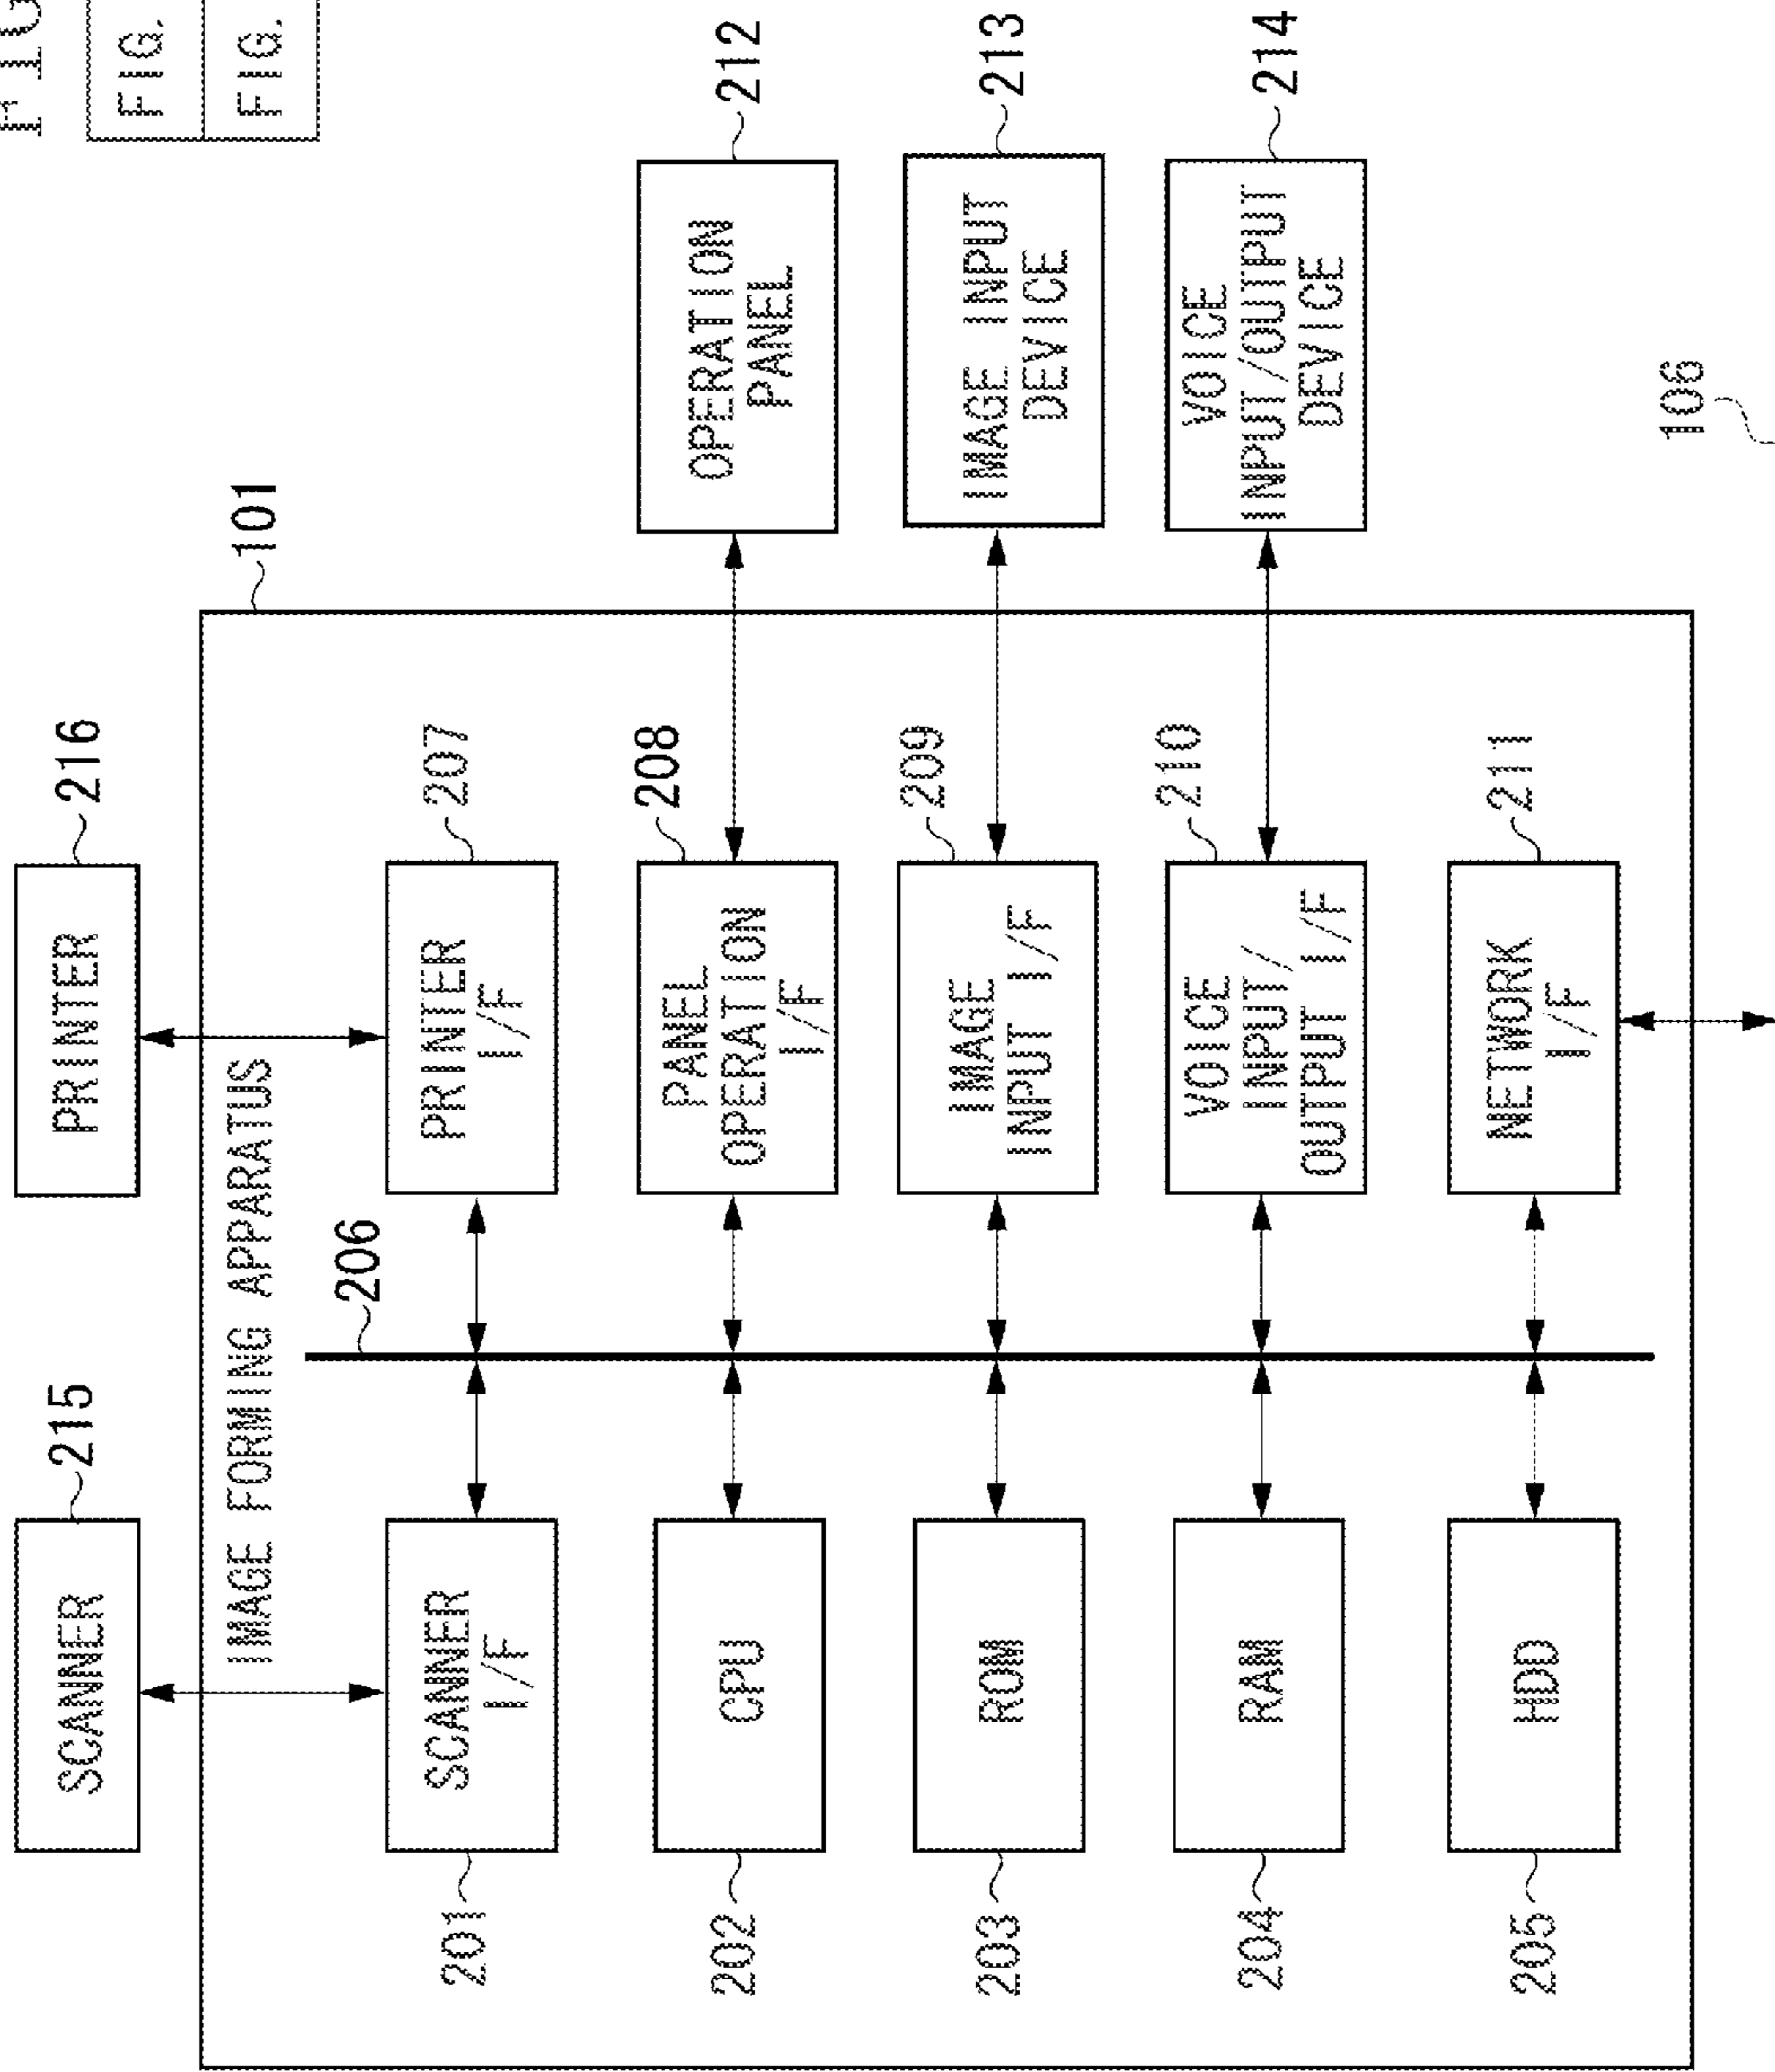 FIG
FIG.
FIG.
215
216
SCANNER
PRINTER
IMAGE FORMING APPARATUS
101
206
201
SCANNER
I/F
207
PRINTER
I/F
202
CPU
208
PANEL
OPERATION
I/F
212
OPERATION
PANEL
203
ROM
209
IMAGE
INPUT I/F
213
IMAGE INPUT
DEVICE
204
RAM
210
VOICE
INPUT/
OUTPUT I/F
214
VOICE
INPUT/OUTPUT
DEVICE
205
HDD
211
NETWORK
I/F
106